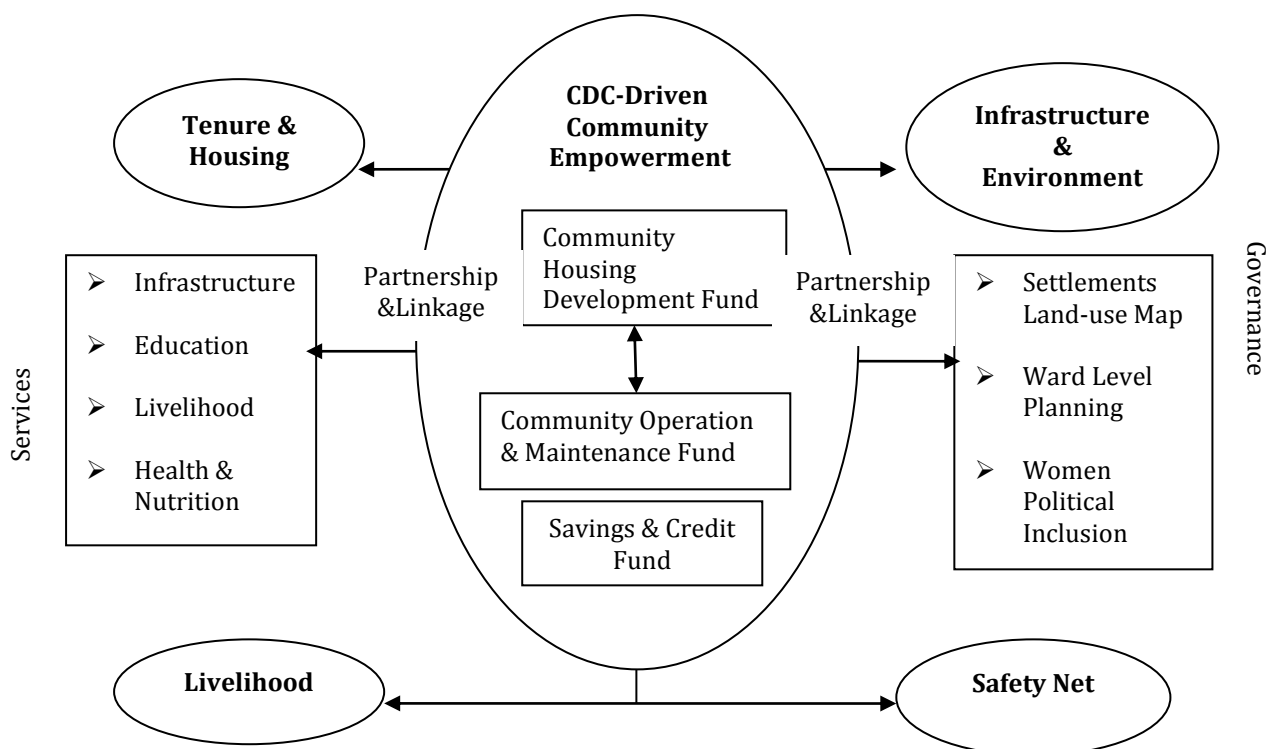 CDC-Driven
Community
Empowerment
Tenure &
Housing
Infrastructure
&
Environment
Community
Housing
Development Fund
Partnership
&Linkage
Partnership
&Linkage
Services
➢ Infrastructure
➢ Education
➢ Livelihood
➢ Health &
Nutrition
Governance
➢ Settlements
Land-use Map
➢ Ward Level
Planning
➢ Women
Political
Inclusion
Community Operation
& Maintenance Fund
Savings & Credit
Fund
Livelihood
Safety Net